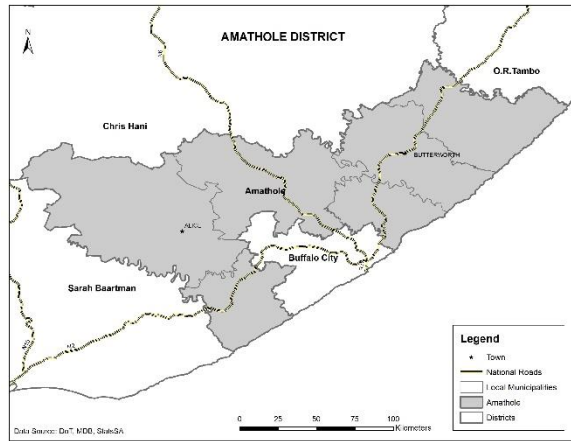 AMATHOLE DISTRICT
N
O.R.Tambo
Chris Hani
BUTTERWORTH
Amathole
Buffalo City
Sarah Baartman
Legend
Town
National Roads
Local Municipalities
Amathole
Districts
0 25 50 75 100
Kilometers
Data Source: DoT, MDB, StatsSA